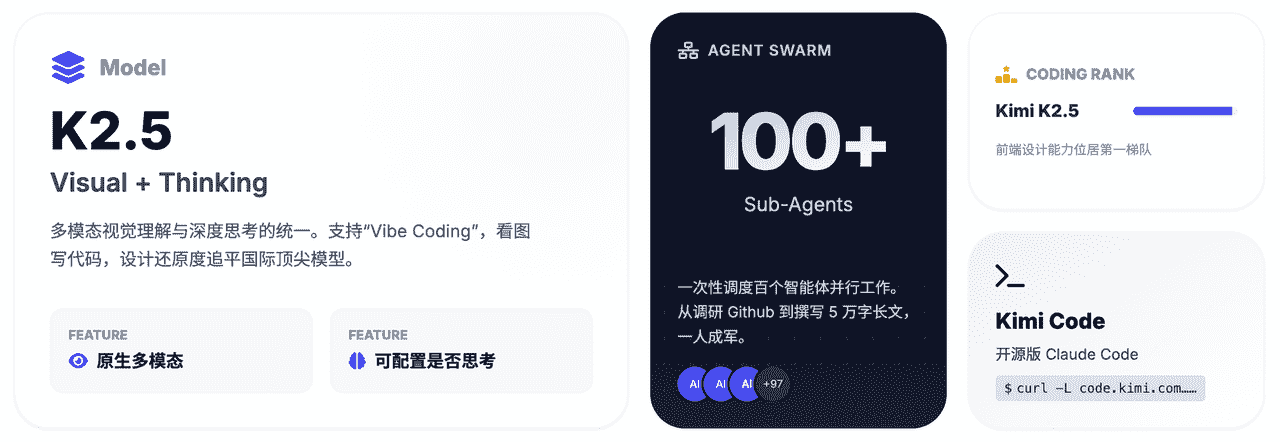 Model
K2.5
Visual + Thinking
多模态视觉理解与深度思考的统一。支持“Vibe Coding”，看图
写代码，设计还原度追平国际顶尖模型。
FEATURE
原生多模态
FEATURE
可配置是否思考
AGENT SWARM
100+
Sub-Agents
一次性调度百个智能体并行工作。
从调研 Github 到撰写 5 万字长文，
一人成军。
AI AI AI +97
CODING RANK
Kimi K2.5
前端设计能力位居第一梯队
Kimi Code
开源版 Claude Code
$ curl -L code.kimi.com……